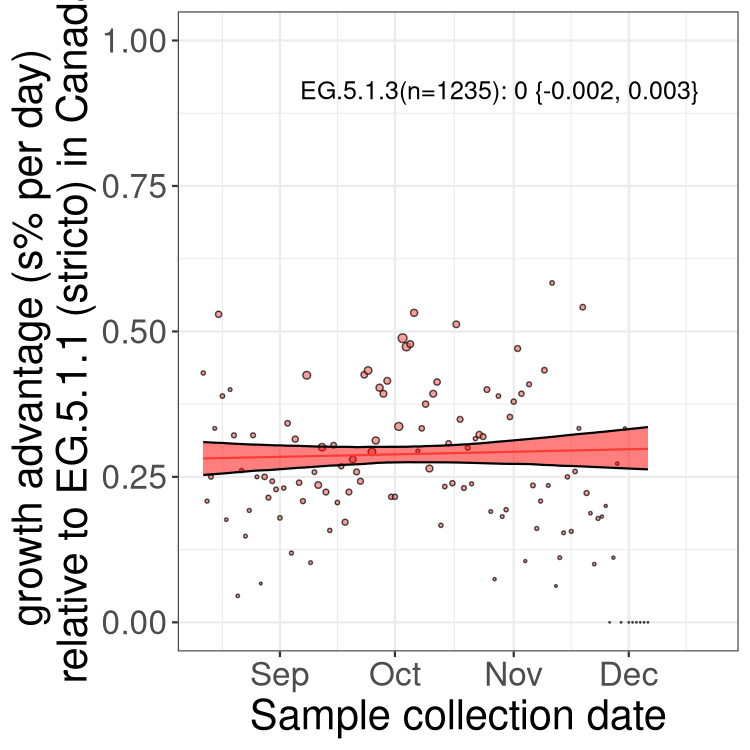 growth advantage (s% per day)
relative to EG.5.1.1 (stricto) in Canada
1.00
EG.5.1.3(n=1235): 0 {-0.002, 0.003}
0.75
0.50
0.25
0.00
Sep Oct Nov Dec
Sample collection date